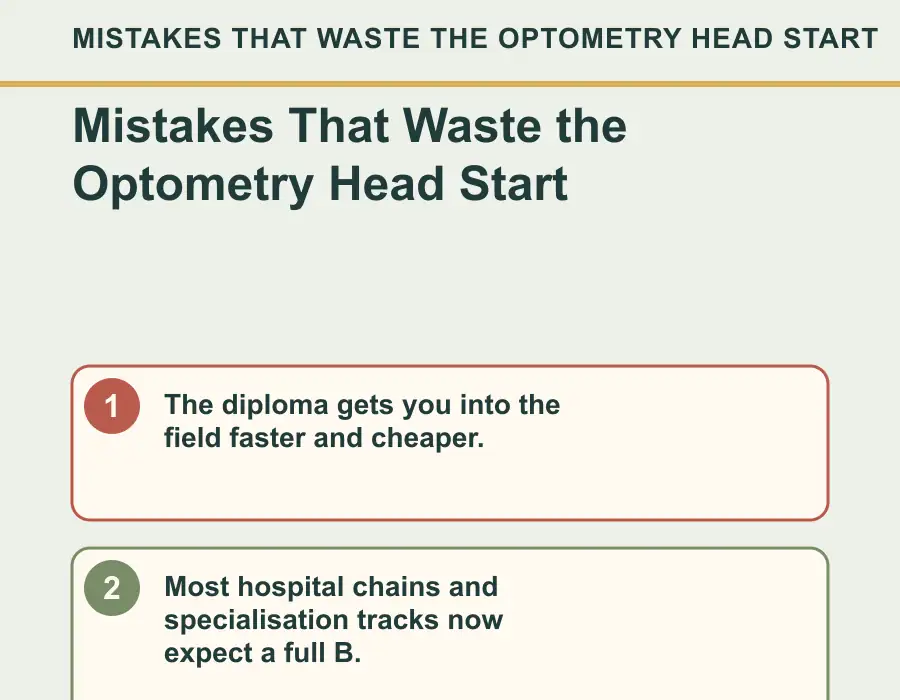 MISTAKES THAT WASTE THE OPTOMETRY HEAD START
Mistakes That Waste the
Optometry Head Start
1
The diploma gets you into the
field faster and cheaper.
2
Most hospital chains and
specialisation tracks now
expect a full B.